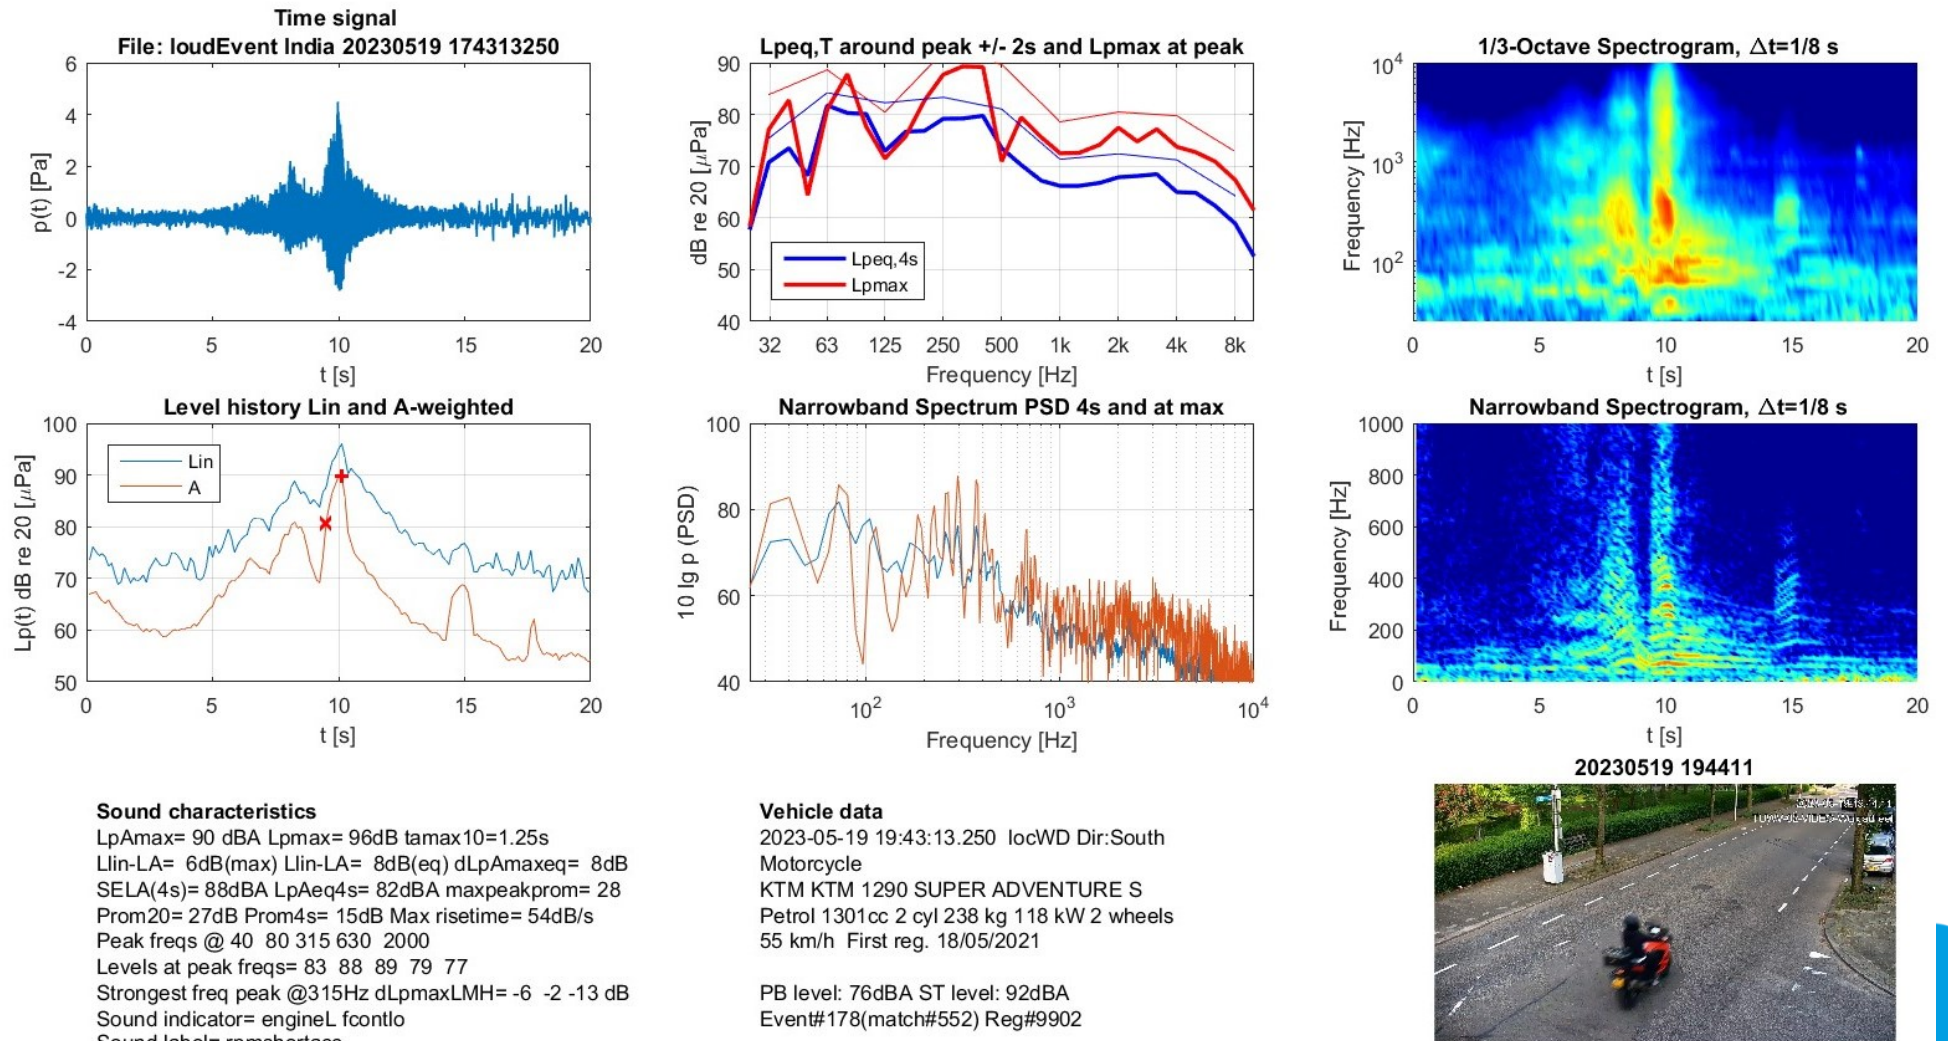 Time signal
File: loudEvent India 20230519 174313250
6
4
2
0
-2
-4
p(t) [Pa]
0 5 10 15 20
t [s]
Lpeq,T around peak +/- 2s and Lpmax at peak
90
80
70
60
50
40
dB re 20 [μPa]
Lpeq,4s
Lpmax
32 63 125 250 500 1k 2k 4k 8k
Frequency [Hz]
1/3-Octave Spectrogram, Δt=1/8 s
10^4
10^3
10^2
Frequency [Hz]
0 5 10 15 20
t [s]
Level history Lin and A-weighted
100
90
80
70
60
50
Lp(t) dB re 20 [μPa]
Lin
A
0 5 10 15 20
t [s]
Narrowband Spectrum PSD 4s and at max
100
80
60
40
10 lg p (PSD)
10^2 10^3 10^4
Frequency [Hz]
Narrowband Spectrogram, Δt=1/8 s
1000
800
600
400
200
0
Frequency [Hz]
0 5 10 15 20
t [s]
Sound characteristics
LpAmax= 90 dBA Lpmax= 96dB tamax10=1.25s
Llin-LA= 6dB(max) Llin-LA= 8dB(eq) dLpAmaxeq= 8dB
SELA(4s)= 88dBA LpAeq4s= 82dBA maxpeakprom= 28
Prom20= 27dB Prom4s= 15dB Max risetime= 54dB/s
Peak freqs @ 40 80 315 630 2000
Levels at peak freqs= 83 88 89 79 77
Strongest freq peak @315Hz dLpmaxLMH= -6 -2 -13 dB
Sound indicator= engineL fcontlo
Vehicle data
2023-05-19 19:43:13.250 locWD Dir:South
Motorcycle
KTM KTM 1290 SUPER ADVENTURE S
Petrol 1301cc 2 cyl 238 kg 118 kW 2 wheels
55 km/h First reg. 18/05/2021
PB level: 76dBA ST level: 92dBA
Event#178(match#552) Reg#9902
20230519 194411